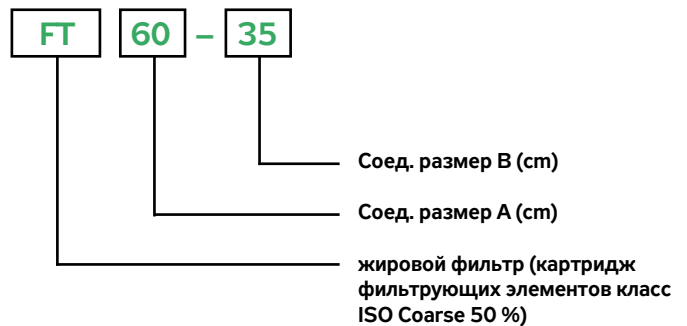 FT 60 – 35
Соед. размер B (cm)
Соед. размер A (cm)
жировой фильтр (картридж
фильтрующих элементов класс
ISO Coarse 50 %)